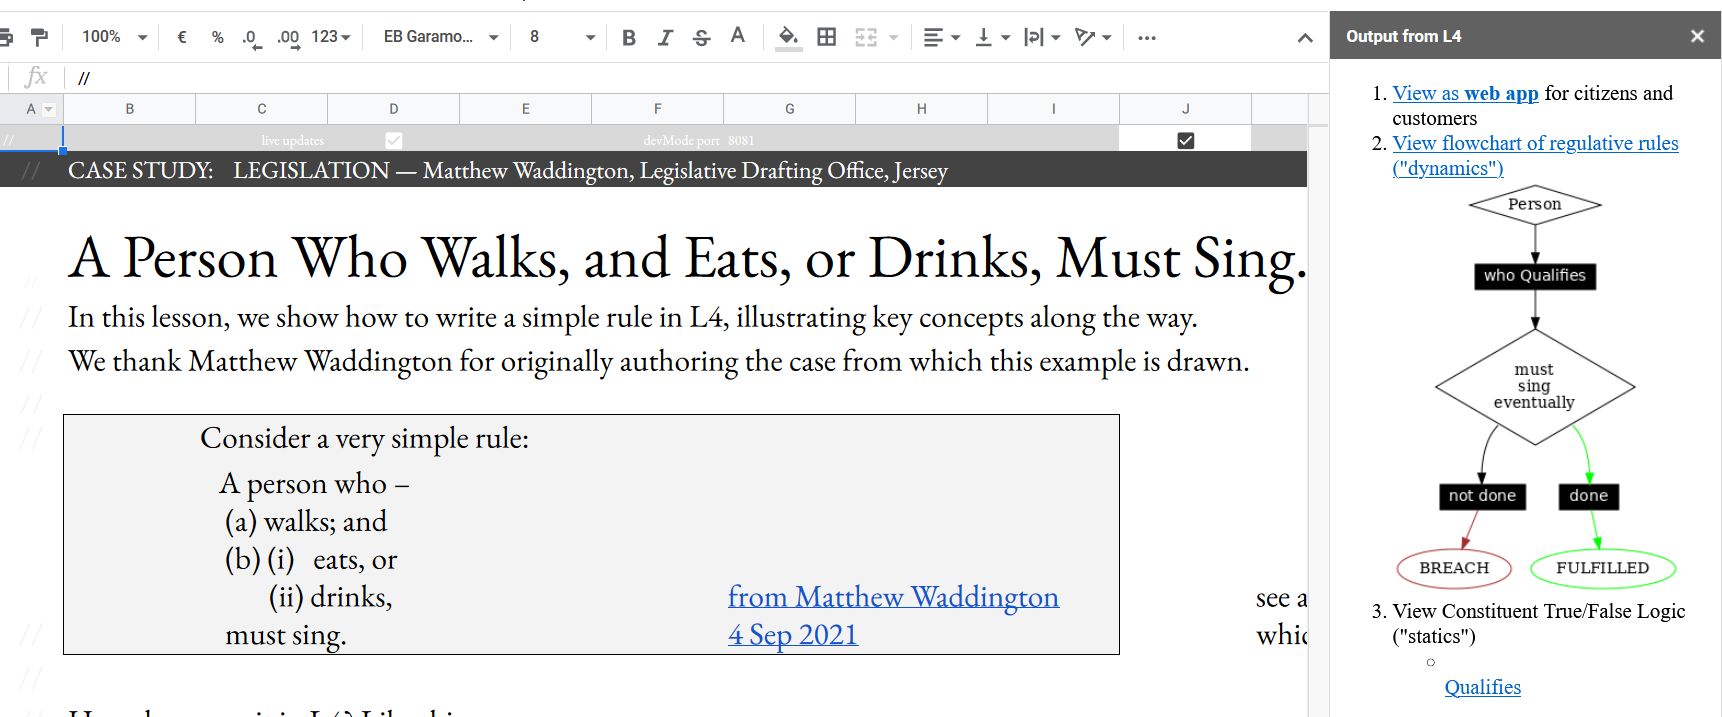 100%
€
%
.0
.00
123
EB Garamo...
8
B
I
S
A
Output from L4
fx
//
A
B
C
D
E
F
G
H
I
J
// live updates devMode port 8081
// CASE STUDY: LEGISLATION — Matthew Waddington, Legislative Drafting Office, Jersey
// A Person Who Walks, and Eats, or Drinks, Must Sing.
// In this lesson, we show how to write a simple rule in L4, illustrating key concepts along the way.
// We thank Matthew Waddington for originally authoring the case from which this example is drawn.
//
// Consider a very simple rule:
A person who –
(a) walks; and
(b) (i) eats, or
(ii) drinks,
from Matthew Waddington
see a
// must sing.
4 Sep 2021
//
1. View as web app for citizens and
customers
2. View flowchart of regulative rules
("dynamics")
Person
who Qualifies
must
sing
eventually
not done
done
BREACH
FULFILLED
3. View Constituent True/False Logic
("statics")
Qualifies